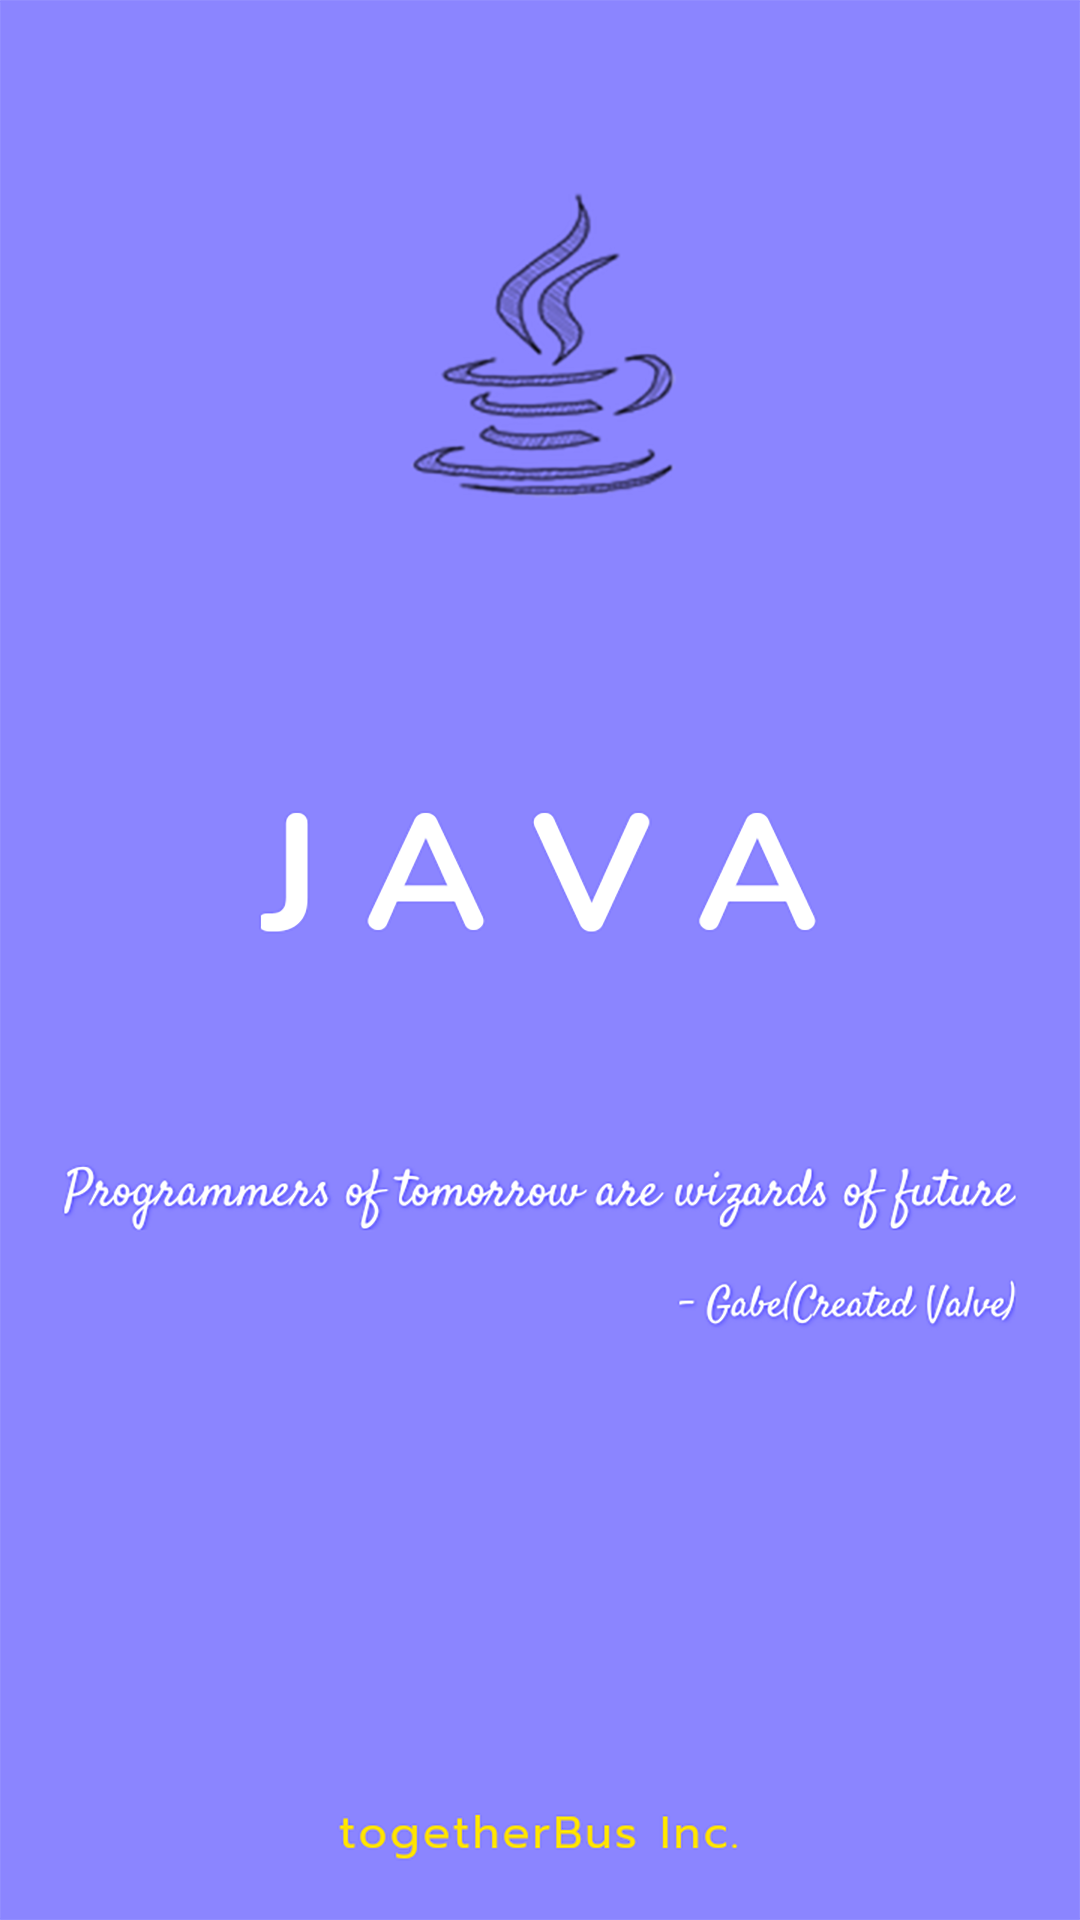 JAVA
Programmers of tomorrow are wizards of future
- Gabe(Created Valve)
togetherBus Inc.